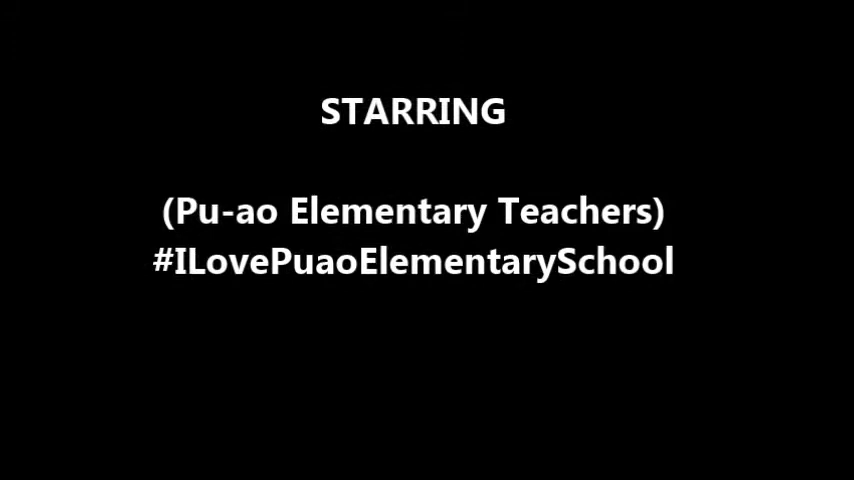 STARRING
(Pu-ao Elementary Teachers)
#ILovePuaoElementarySchool